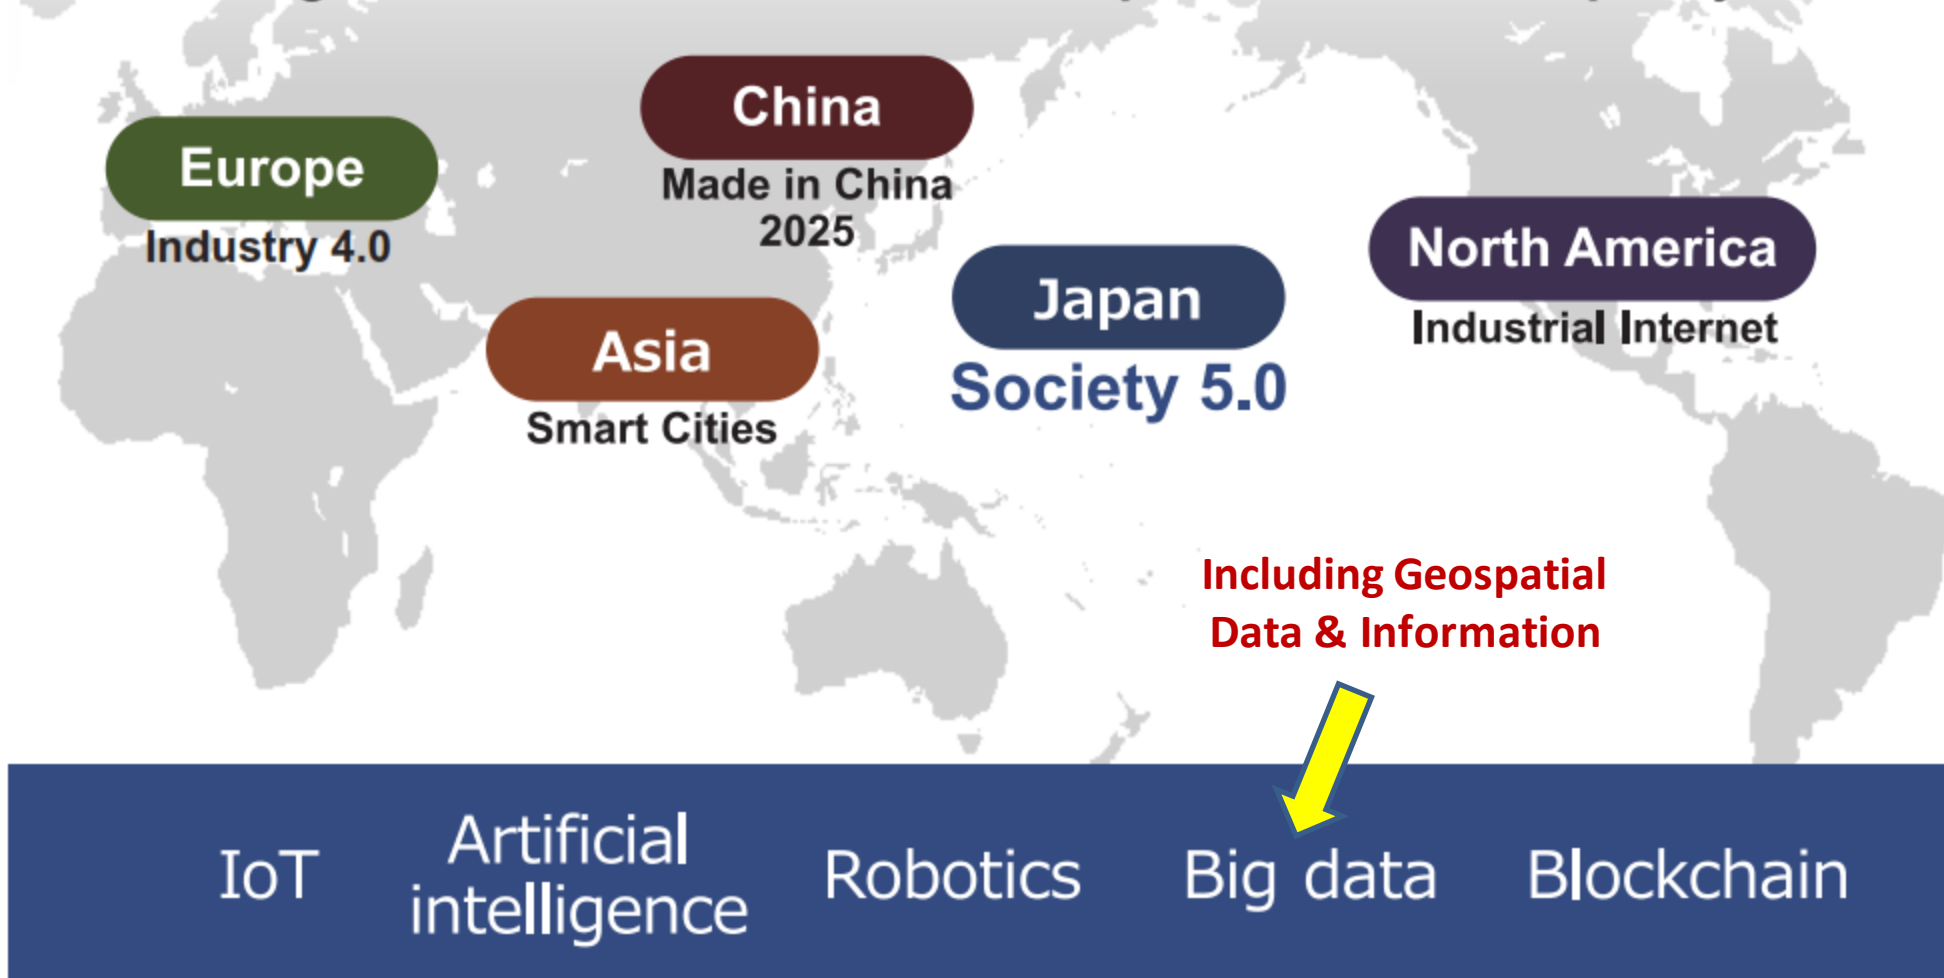 China
Made in China
2025
Europe
Industry 4.0
North America
Industrial Internet
Japan
Society 5.0
Asia
Smart Cities
Including Geospatial
Data & Information
IoT
Artificial
intelligence
Robotics
Big data
Blockchain